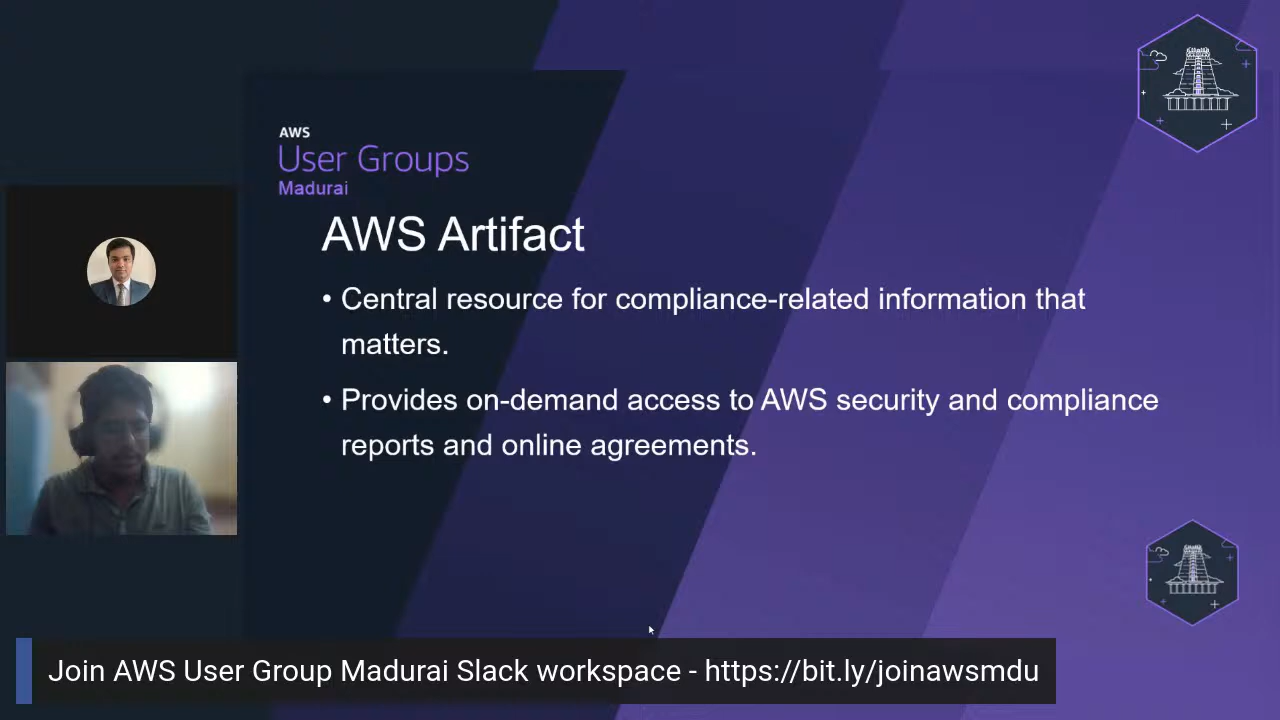 AWS
User Groups
Madurai
AWS Artifact
• Central resource for compliance-related information that
matters.
• Provides on-demand access to AWS security and compliance
reports and online agreements.
Join AWS User Group Madurai Slack workspace - https://bit.ly/joinawsmdu